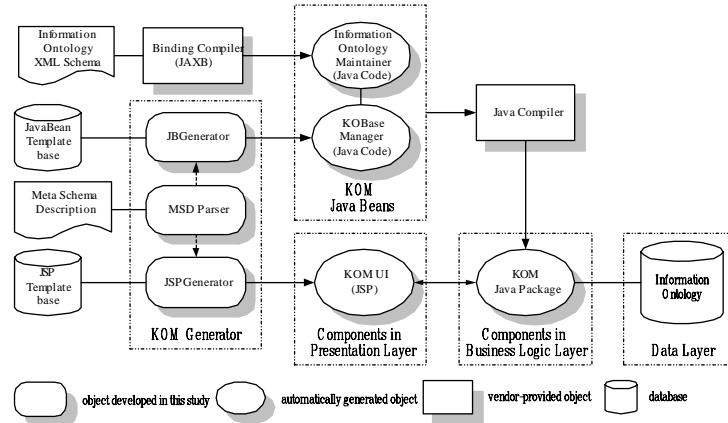 Information
Ontology
XML Schema
Binding Compiler
(JAXB)
Information
Ontology
Maintainer
(Java Code)
JavaBean
Template
base
JBGenerator
KOBase
Manager
(Java Code)
Java Compiler
KOM
Java Beans
Meta Schema
Description
MSD Parser
JSP
Template
base
JSPGenerator
KOM UI
(JSP)
KOM
Java Package
Information
Ontology
KOM Generator
Components in
Presentation Layer
Components in
Business Logic Layer
Data Layer
object developed in this study
automatically generated object
vendor-provided object
database